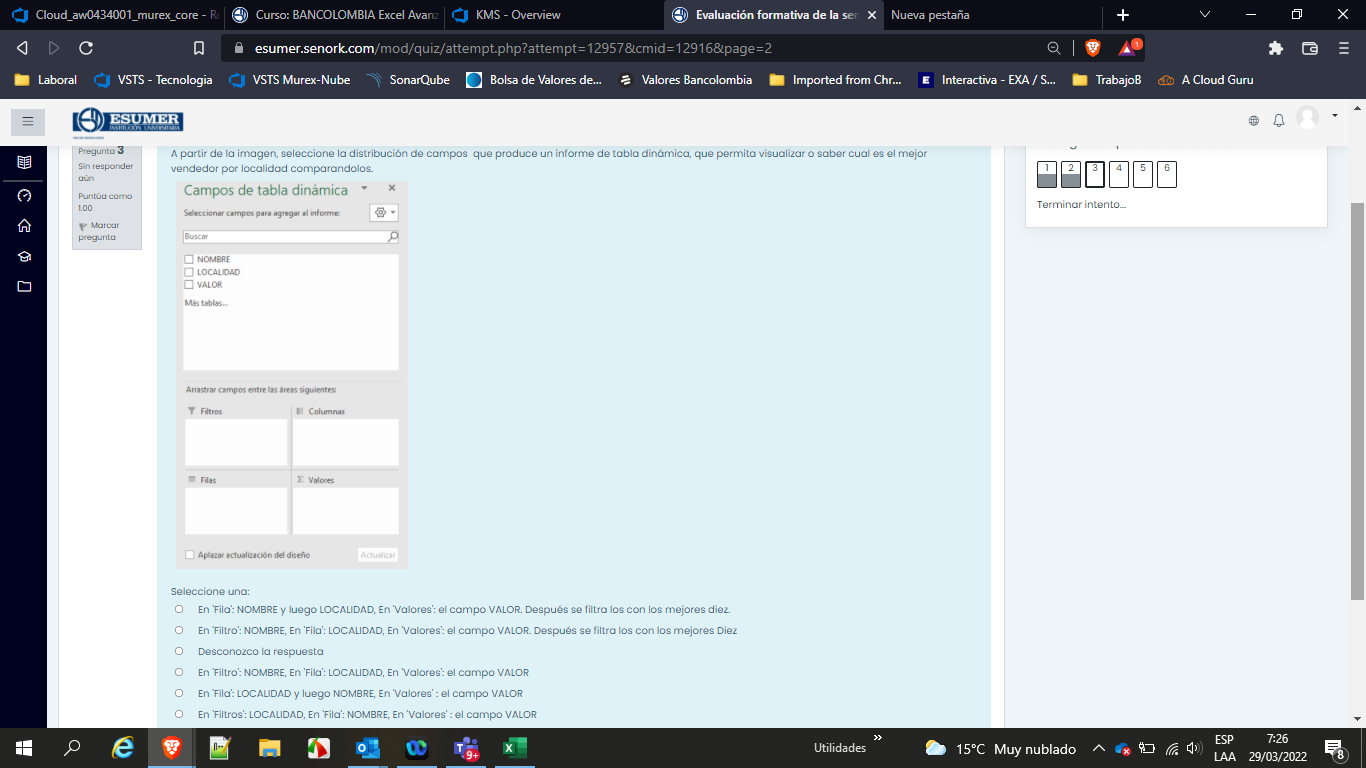 Cloud_aw0434001_murex_core - Re
Curso: BANCOLOMBIA Excel Avanz
KMS - Overview
Evaluación formativa de la sem
Nueva pestaña
esumer.senork.com/mod/quiz/attempt.php?attempt=12957&cmid=12916&page=2
1
Laboral
VSTS - Tecnologia
VSTS Murex-Nube
SonarQube
Bolsa de Valores de...
Valores Bancolombia
Imported from Chr...
E
Interactiva - EXA / S...
TrabajoB
A Cloud Guru
ESUMER
INSTITUCIÓN UNIVERSITARIA
Pregunta 3
Sin responder
aún
Puntúa como
1.00
Marcar
pregunta
A partir de la imagen, seleccione la distribución de campos que produce un informe de tabla dinámica, que permita visualizar o saber cual es el mejor
vendedor por localidad comparandolos.
Campos de tabla dinámica
Seleccionar campos para agregar al informe:
Buscar
NOMBRE
LOCALIDAD
VALOR
Más tablas...
Arrastrar campos entre las áreas siguientes:
Filtros
Columnas
Filas
Σ Valores
Aplazar actualización del diseño
Actualizar
Seleccione una:
En 'Fila': NOMBRE y luego LOCALIDAD, En 'Valores': el campo VALOR. Después se filtra los con los mejores diez.
En 'Filtro': NOMBRE, En 'Fila': LOCALIDAD, En 'Valores': el campo VALOR. Después se filtra los con los mejores Diez
Desconozco la respuesta
En 'Filtro': NOMBRE, En 'Fila': LOCALIDAD, En 'Valores': el campo VALOR
En 'Fila': LOCALIDAD y luego NOMBRE, En 'Valores' : el campo VALOR
En 'Filtros': LOCALIDAD, En 'Fila': NOMBRE, En 'Valores' : el campo VALOR
1 2 3 4 5 6
Terminar intento...
9+
Utilidades
15°C Muy nublado
ESP
LAA
7:26
29/03/2022
8